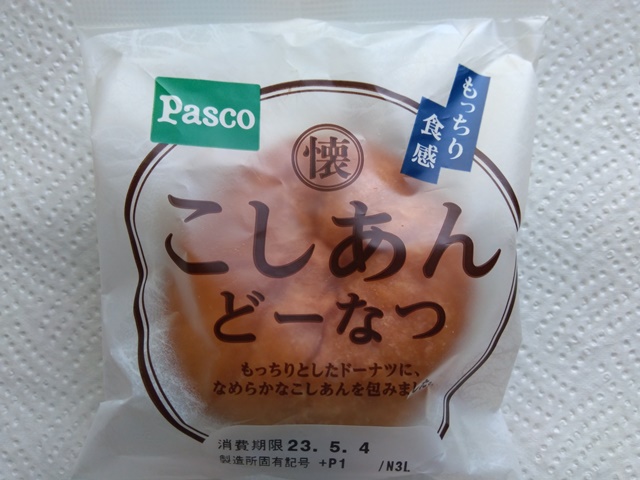 Pasco
もっちり
食感
懐
こしあん
どーなつ
もっちりとしたドーナツに、
なめらかなこしあんを包みま
消費期限 23. 5. 4
製造所固有記号 +P1 /N3L